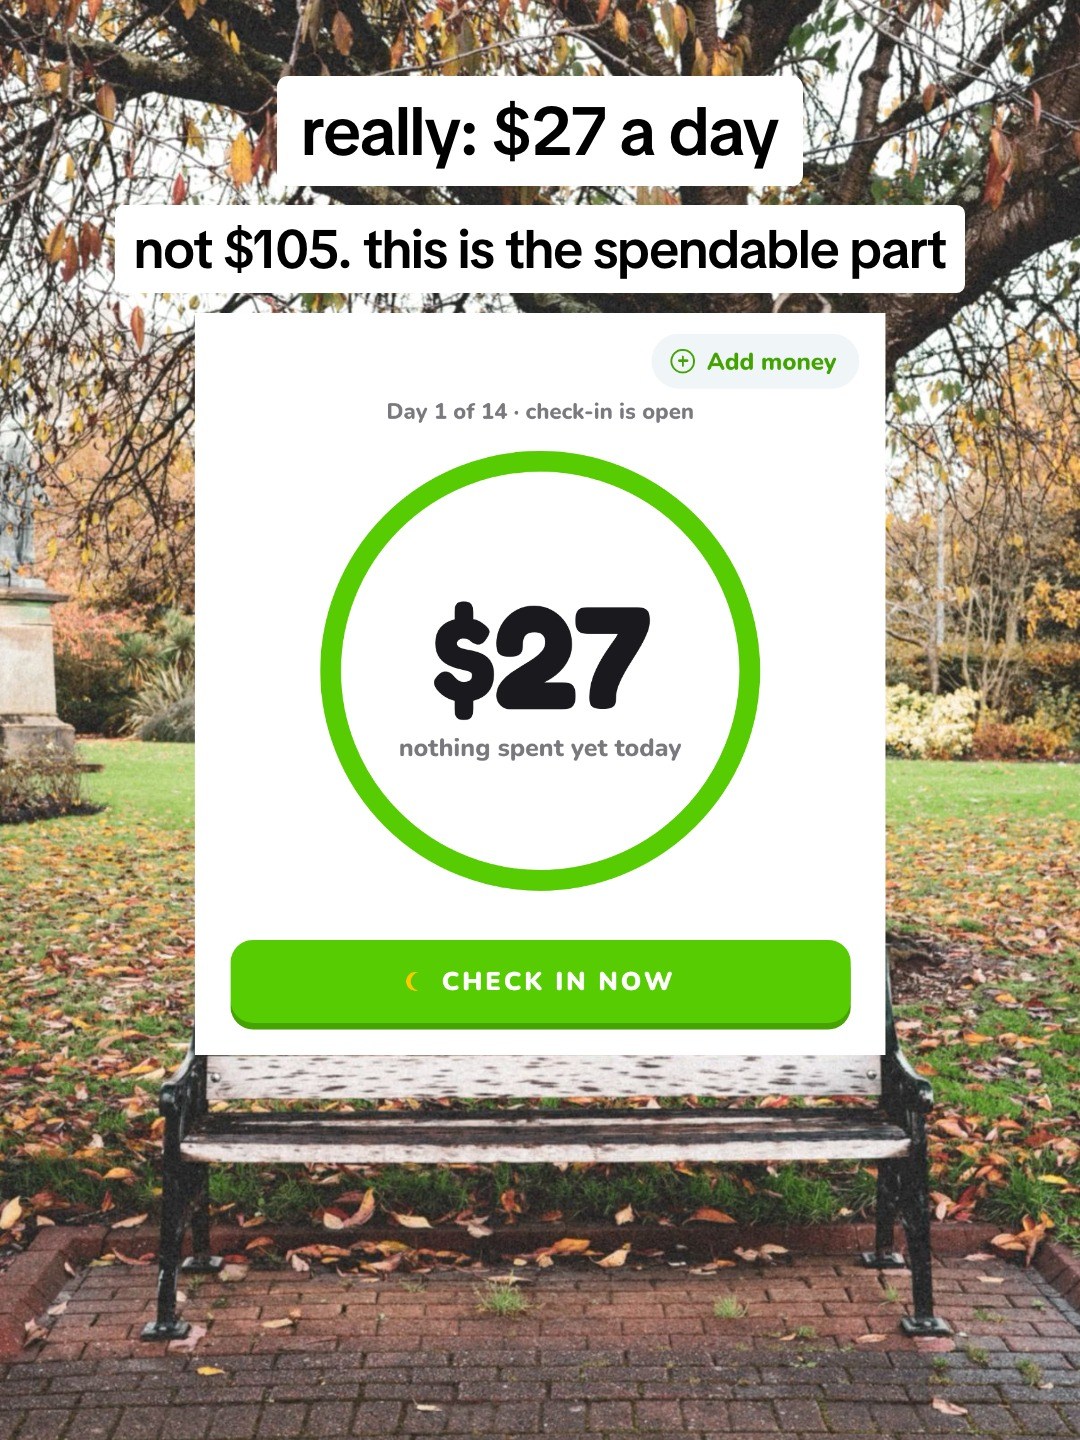 really: $27 a day
not $105. this is the spendable part
Add money
Day 1 of 14 · check-in is open
$27
nothing spent yet today
CHECK IN NOW